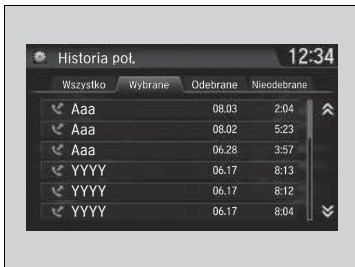 Historia poł. 12:34
Wszystko Wybrane Odebrane Nieodebrane
Aaa 08.03 2:04
Aaa 08.02 5:23
Aaa 06.28 3:57
YYYY 06.17 8:13
YYYY 06.17 8:12
YYYY 06.17 8:04